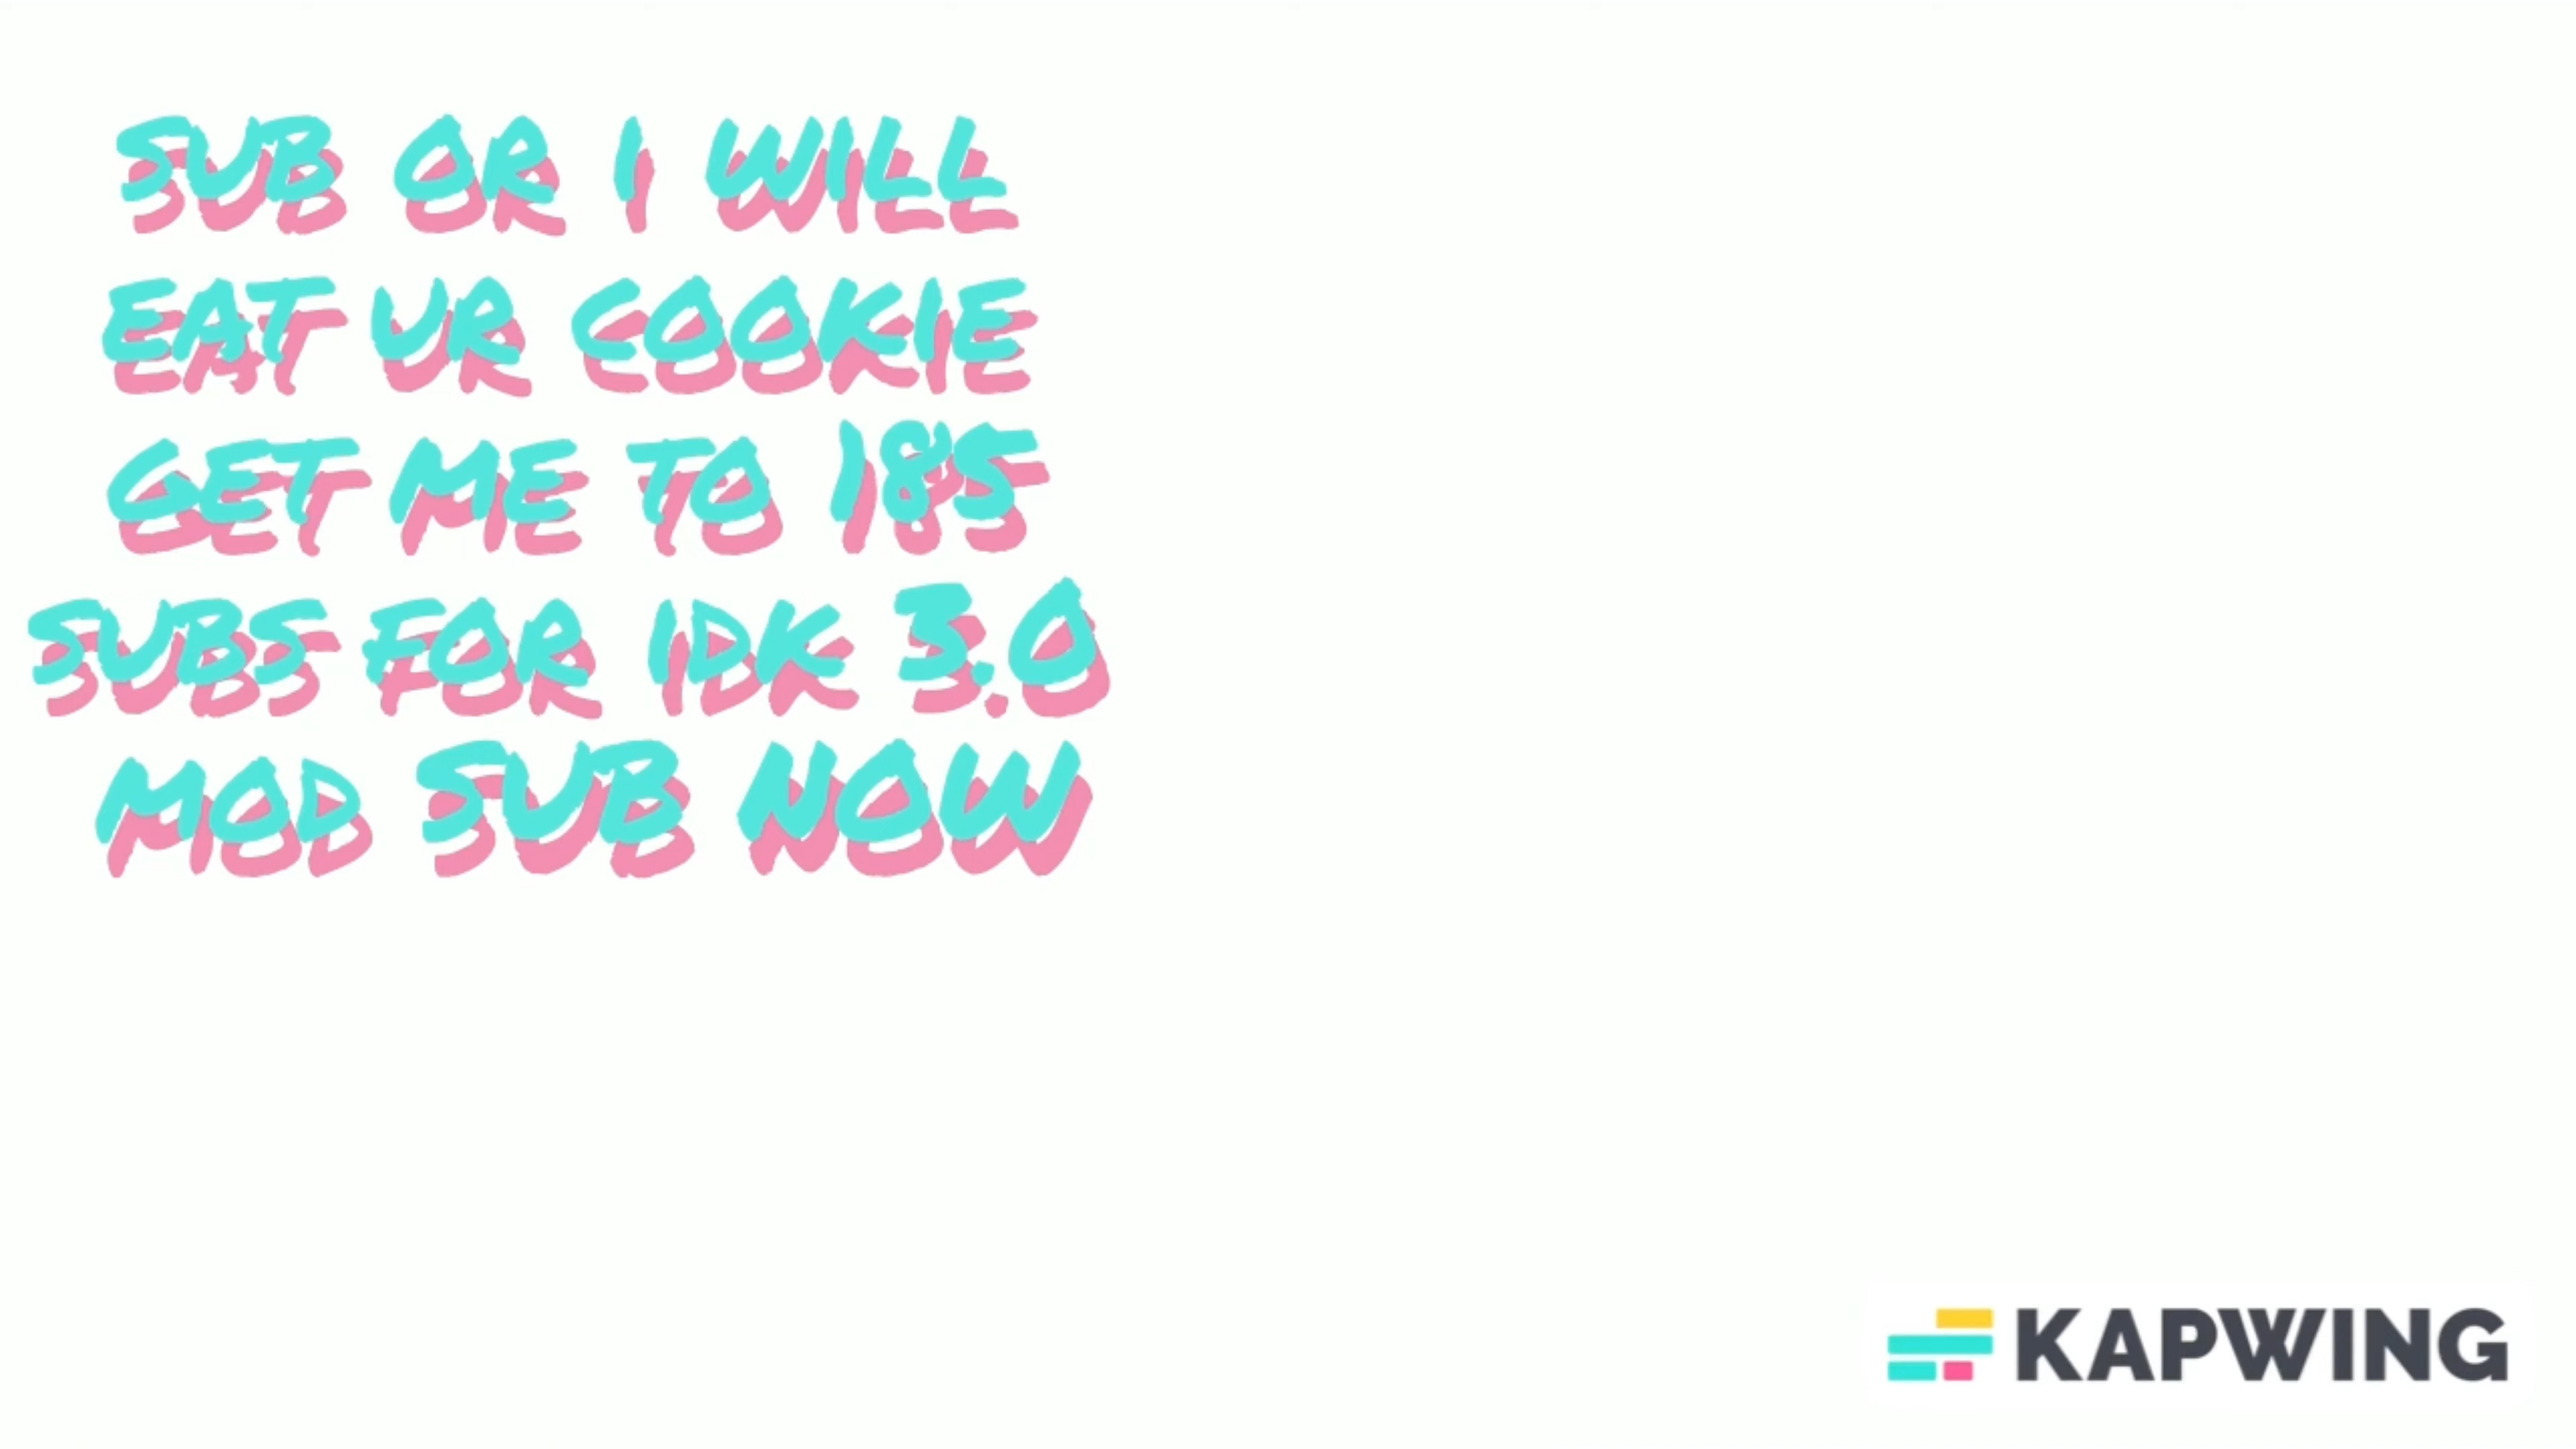 SUB OR I WILL
EAT UR COOKIE
GET ME TO 185
SUBS FOR IDK 3.0
MOD SUB NOW
KAPWING